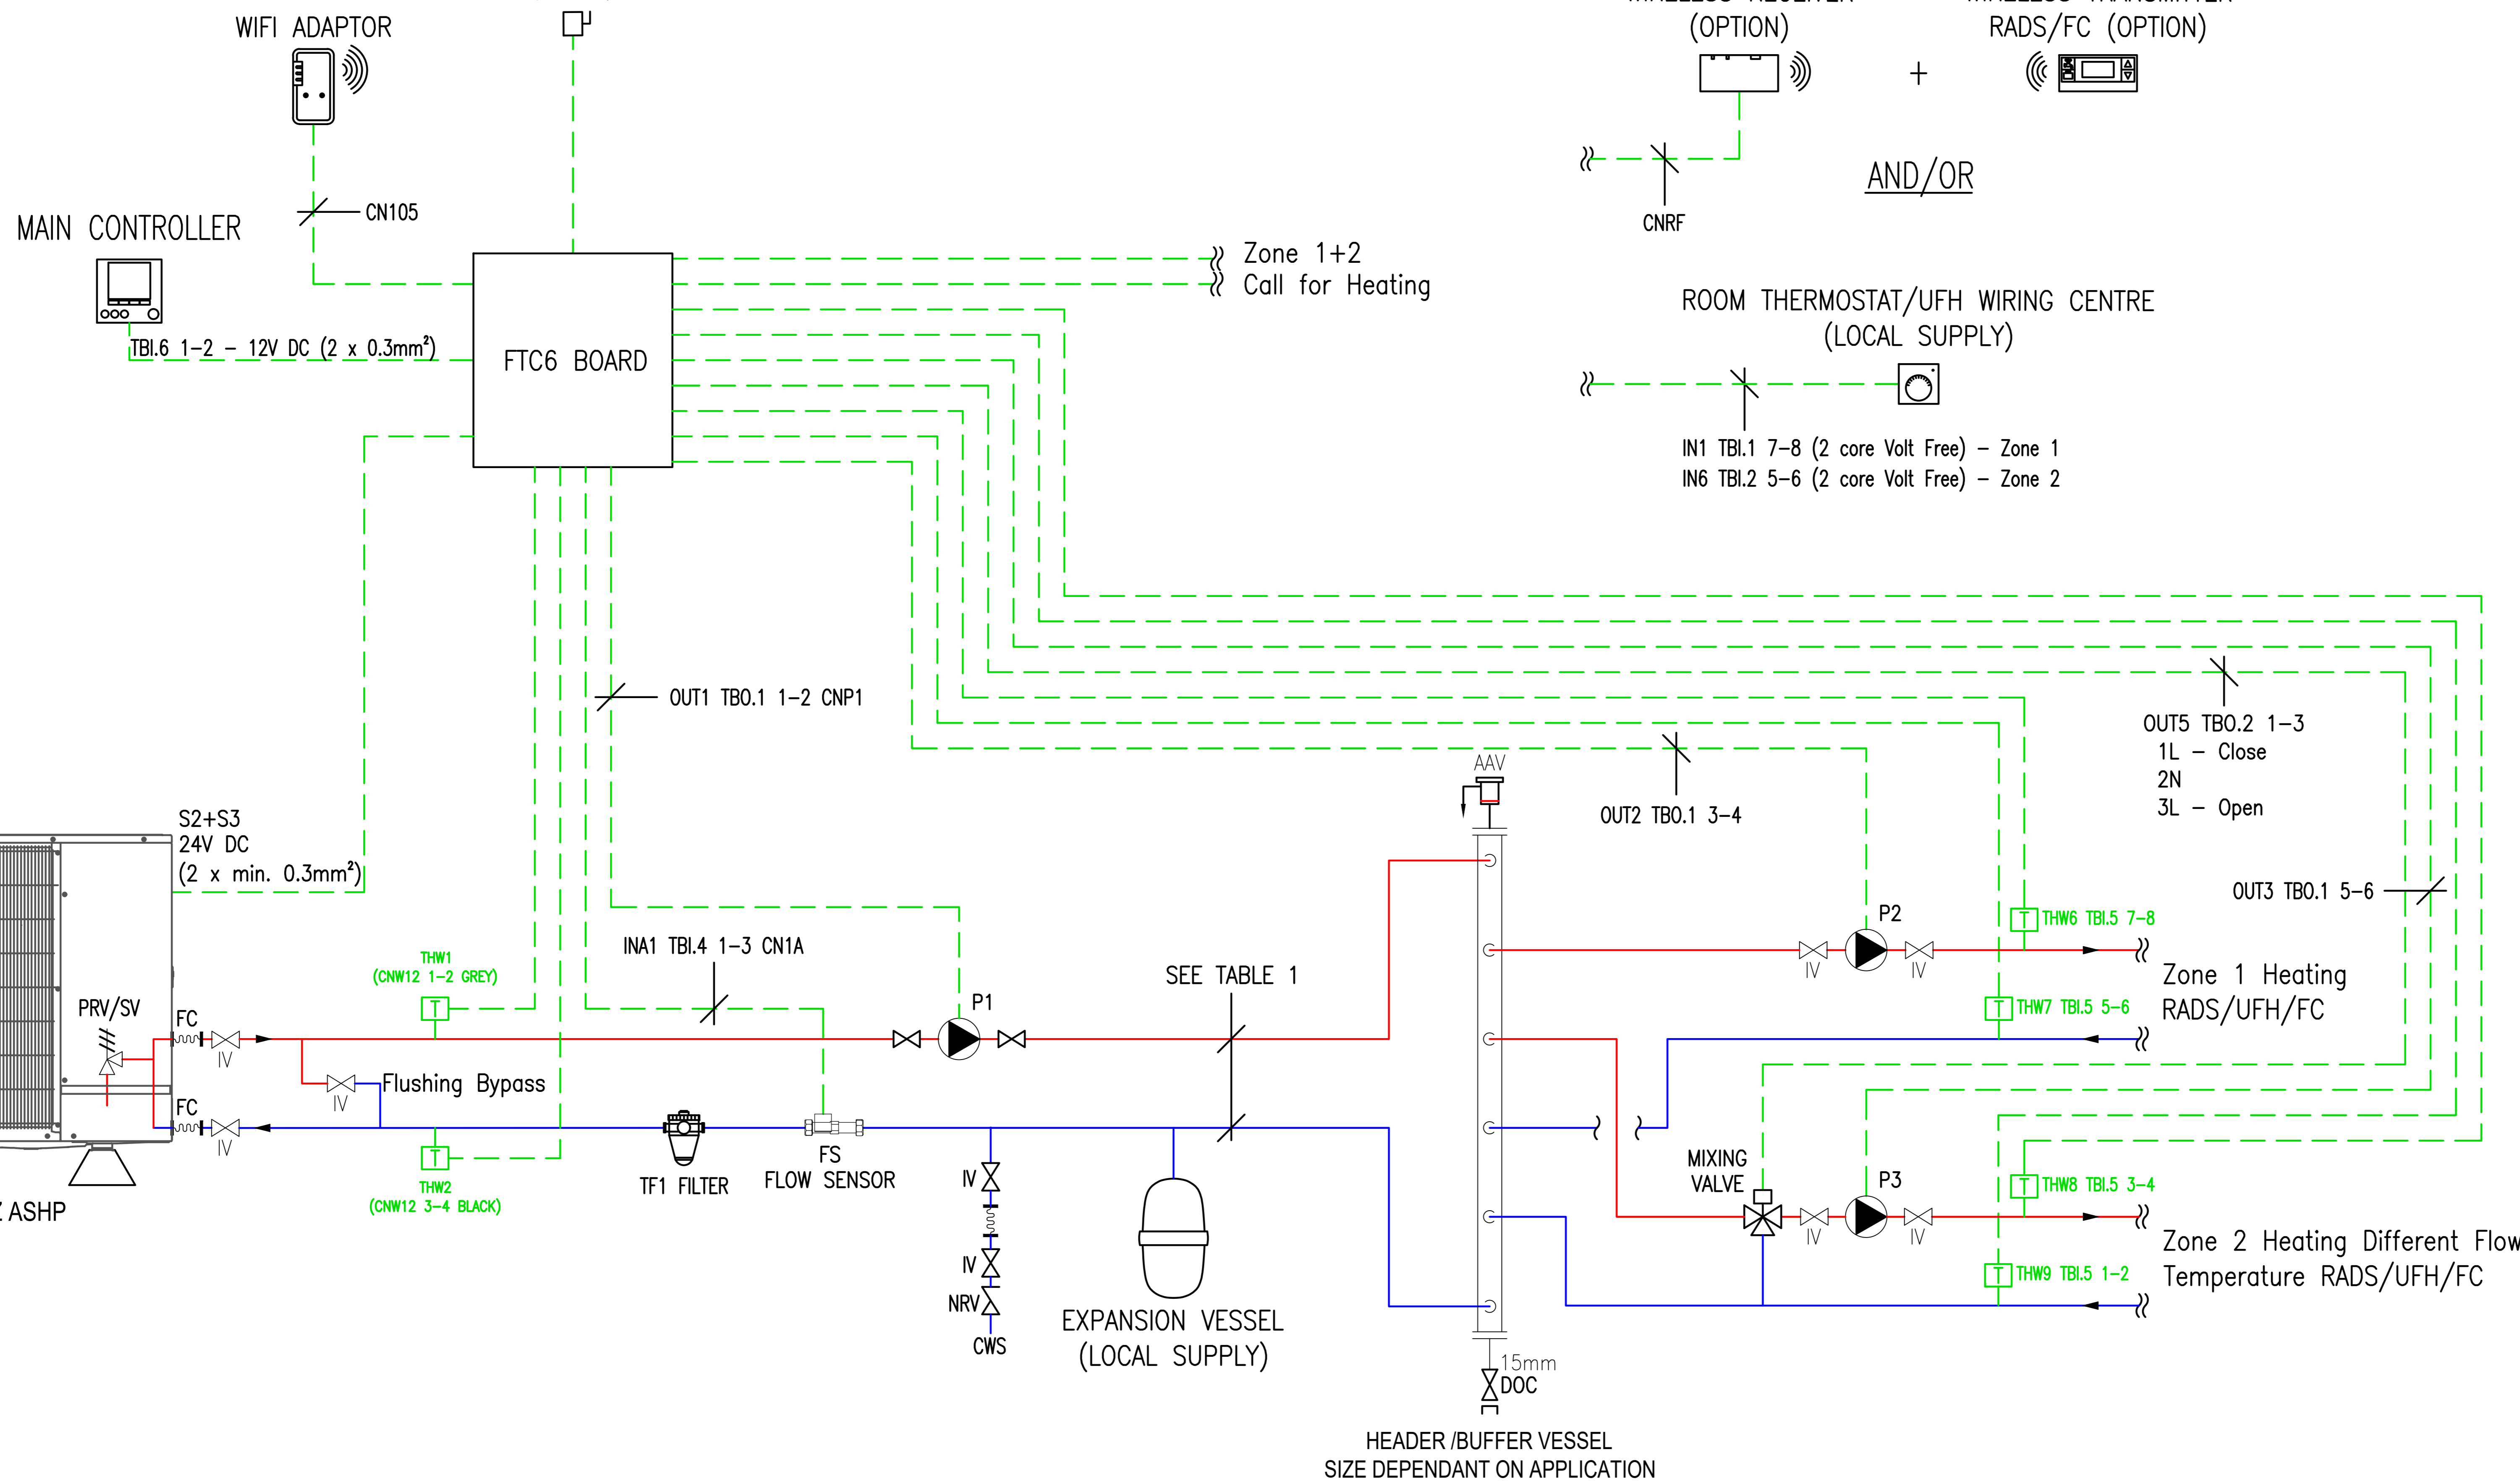 WIFI ADAPTOR
(OPTION)
RADS/FC (OPTION)
+
CN105
MAIN CONTROLLER
CNRF
AND/OR
Zone 1+2
Call for Heating
TBI.6 1-2 - 12V DC (2 x 0.3mm²)
FTC6 BOARD
ROOM THERMOSTAT/UFH WIRING CENTRE
(LOCAL SUPPLY)
IN1 TBI.1 7-8 (2 core Volt Free) - Zone 1
IN6 TBI.2 5-6 (2 core Volt Free) - Zone 2
OUT1 TBO.1 1-2 CNP1
OUT5 TBO.2 1-3
1L - Close
2N
3L - Open
AAV
OUT2 TBO.1 3-4
S2+S3
24V DC
(2 x min. 0.3mm²)
OUT3 TBO.1 5-6
P2
THW6 TBI.5 7-8
IV
IV
Zone 1 Heating
RADS/UFH/FC
THW7 TBI.5 5-6
INA1 TBI.4 1-3 CN1A
THW1
(CNW12 1-2 GREY)
SEE TABLE 1
P1
PRV/SV
FC
IV
Flushing Bypass
IV
FC
IV
THW2
(CNW12 3-4 BLACK)
TF1 FILTER
FS
FLOW SENSOR
IV
IV
NRV
CWS
EXPANSION VESSEL
(LOCAL SUPPLY)
MIXING
VALVE
P3
IV
IV
THW8 TBI.5 3-4
THW9 TBI.5 1-2
Zone 2 Heating Different Flow
Temperature RADS/UFH/FC
ASHP
15mm
DOC
HEADER /BUFFER VESSEL
SIZE DEPENDANT ON APPLICATION